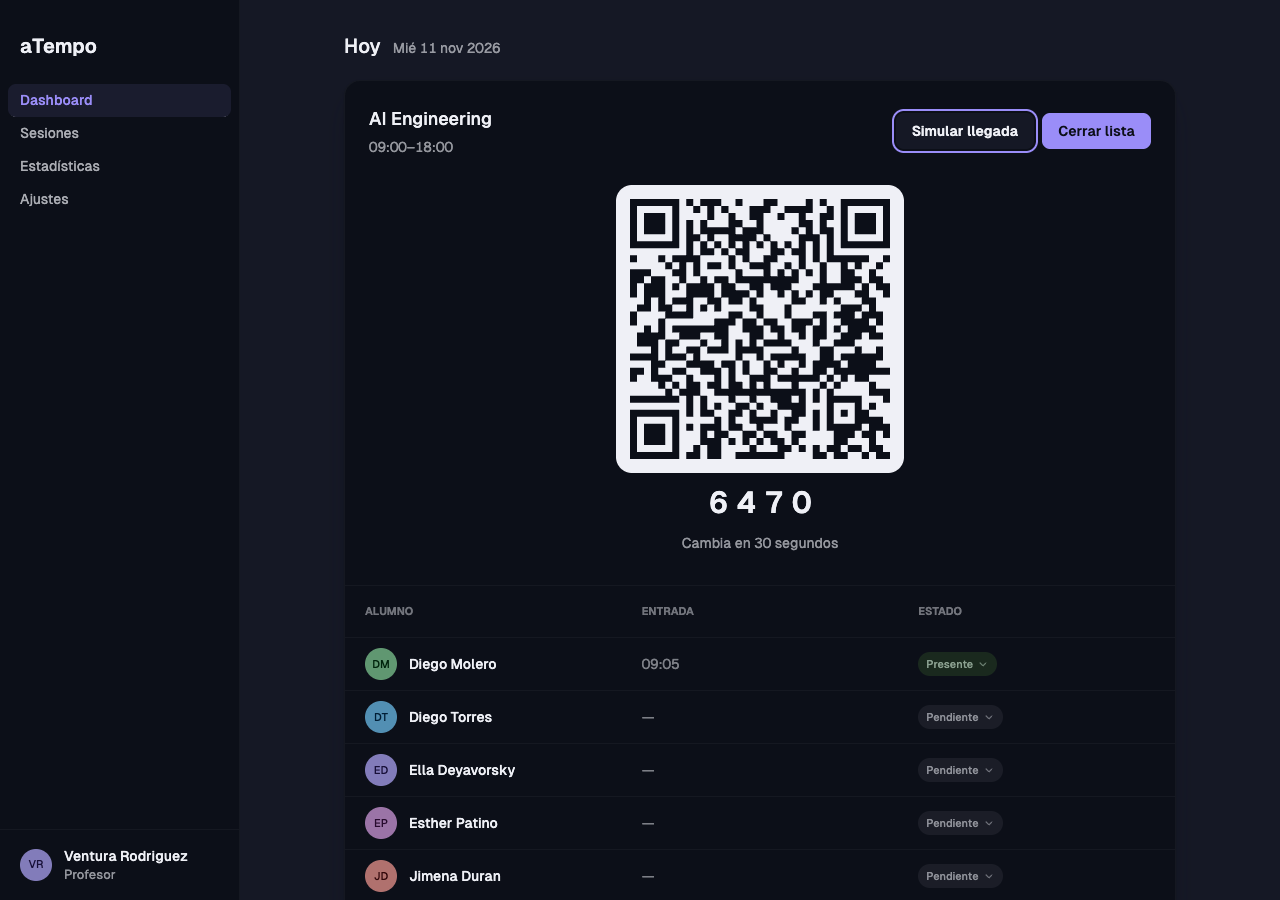 aTempo
Dashboard
Sesiones
Estadísticas
Ajustes
VR
Ventura Rodriguez
Profesor
Hoy Mié 11 nov 2026
AI Engineering
09:00–18:00
Simular llegada
Cerrar lista
6470
Cambia en 30 segundos
ALUMNO ENTRADA ESTADO
DM Diego Molero 09:05 Presente
DT Diego Torres — Pendiente
ED Ella Deyavorsky — Pendiente
EP Esther Patino — Pendiente
JD Jimena Duran — Pendiente